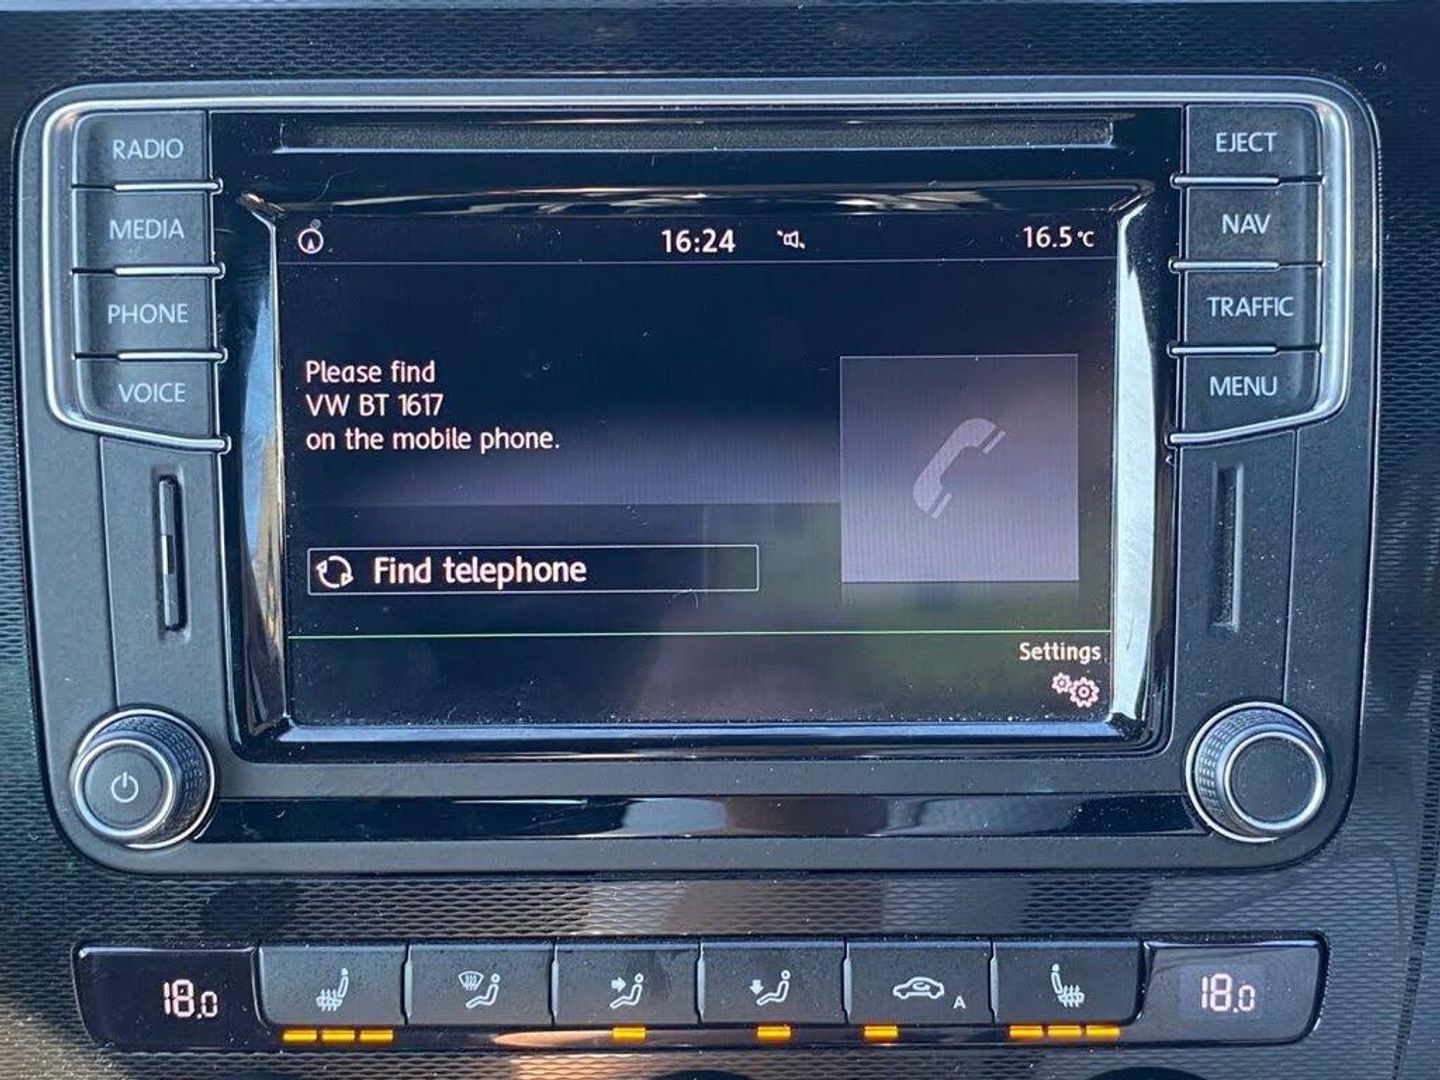 RADIO
MEDIA
PHONE
VOICE
EJECT
NAV
TRAFFIC
MENU
16:24
16.5°C
Please find
VW BT 1617
on the mobile phone.
Find telephone
Settings
18.0
A
18.0